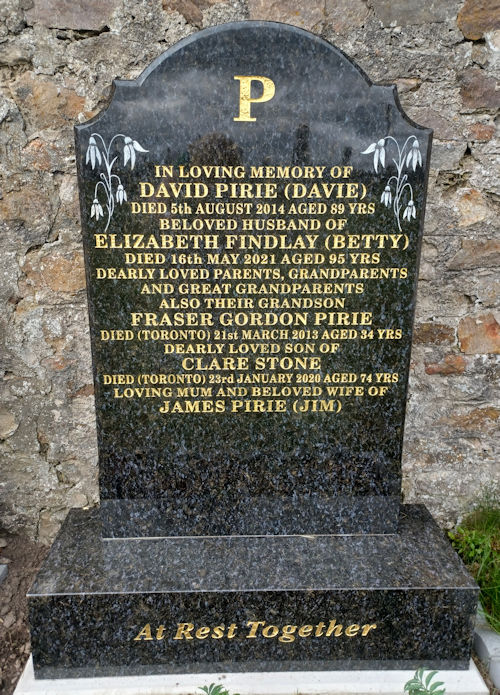 P
IN LOVING MEMORY OF
DAVID PIRIE (DAVIE)
DIED 5th AUGUST 2014 AGED 89 YRS
BELOVED HUSBAND OF
ELIZABETH FINDLAY (BETTY)
DIED 16th MAY 2021 AGED 95 YRS
DEARLY LOVED PARENTS, GRANDPARENTS
AND GREAT GRANDPARENTS
ALSO THEIR GRANDSON
FRASER GORDON PIRIE
DIED (TORONTO) 21st MARCH 2013 AGED 34 YRS
DEARLY LOVED SON OF
CLARE STONE
DIED (TORONTO) 23rd JANUARY 2020 AGED 74 YRS
LOVING MUM AND BELOVED WIFE OF
JAMES PIRIE (JIM)
At Rest Together